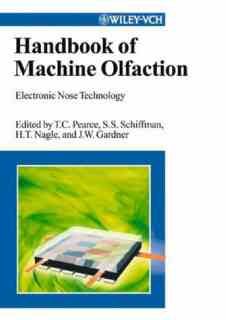 WILEY-VCH
Handbook of
Machine Olfaction
Electronic Nose Technology
Edited by T.C. Pearce, S.S. Schiffman,
H.T. Nagle, and J.W. Gardner